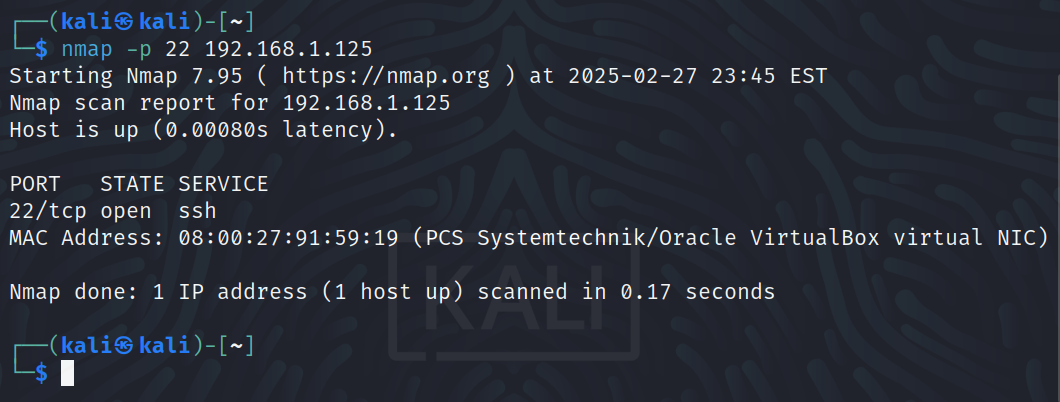 ┌──(kali㉿kali)-[~]
└─$ nmap -p 22 192.168.1.125
Starting Nmap 7.95 ( https://nmap.org ) at 2025-02-27 23:45 EST
Nmap scan report for 192.168.1.125
Host is up (0.00080s latency).
PORT   STATE SERVICE
22/tcp open  ssh
MAC Address: 08:00:27:91:59:19 (PCS Systemtechnik/Oracle VirtualBox virtual NIC)
KALI
Nmap done: 1 IP address (1 host up) scanned in 0.17 seconds
┌──(kali㉿kali)-[~]
└─$